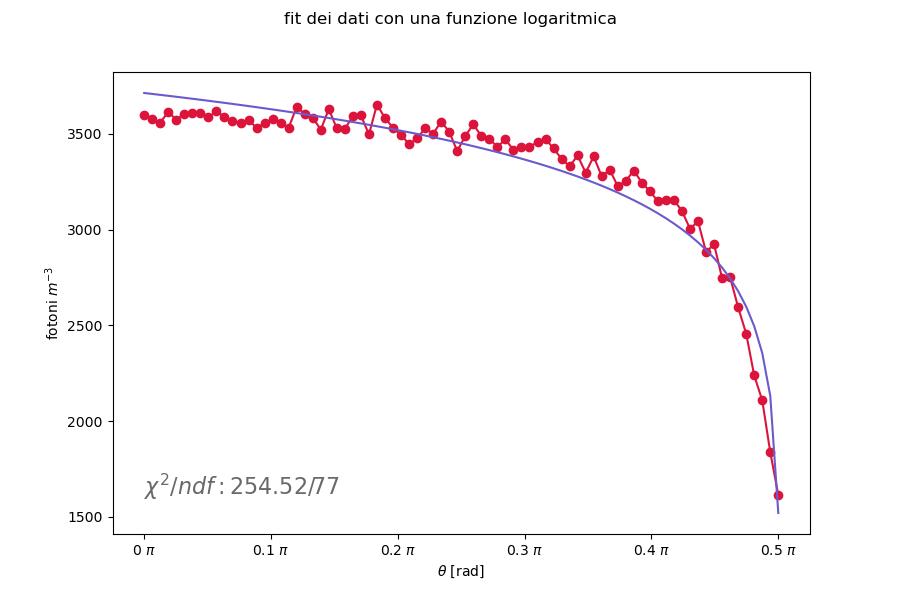 fit dei dati con una funzione logaritmica
3500
3000
2500
2000
1500
fotoni m⁻³
χ²/ndf : 254.52/77
0 π 0.1 π 0.2 π 0.3 π 0.4 π 0.5 π
θ [rad]